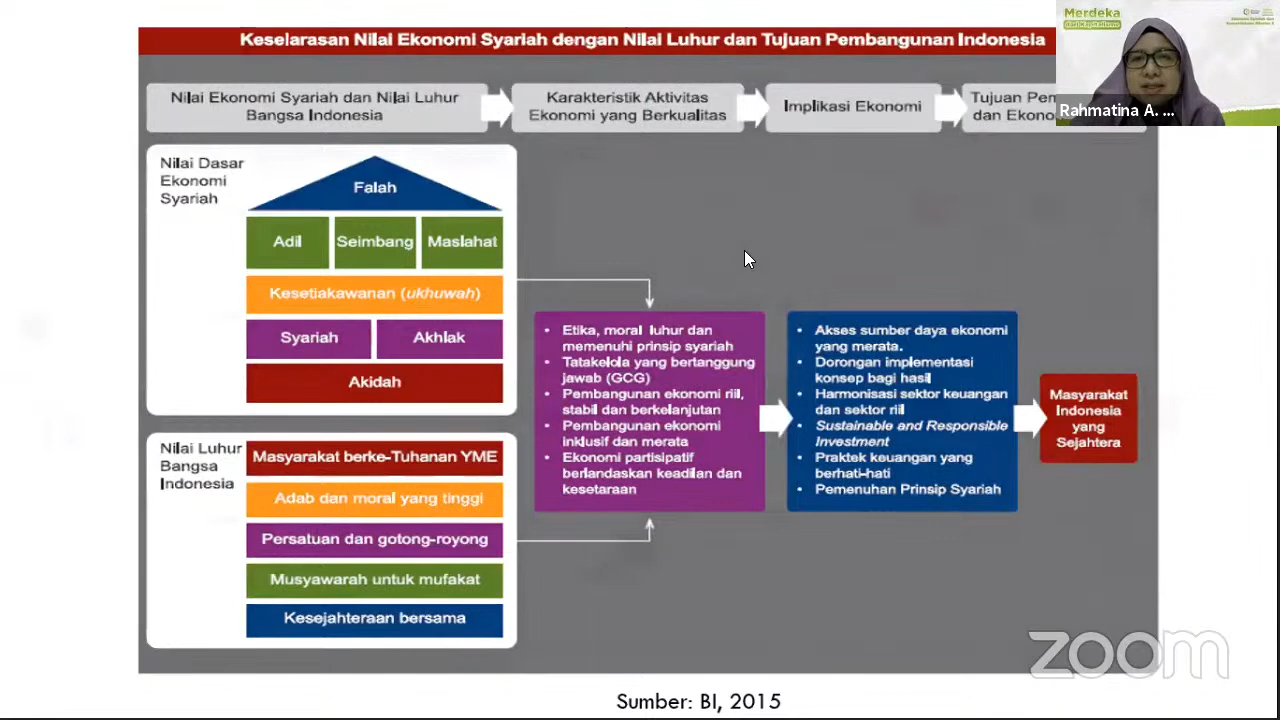 Keselarasan Nilai Ekonomi Syariah dengan Nilai Luhur dan Tujuan Pembangunan Indonesia
Merdeka
Rahmatina A. ...
Nilai Ekonomi Syariah dan Nilai Luhur
Bangsa Indonesia
Karakteristik Aktivitas
Ekonomi yang Berkualitas
Implikasi Ekonomi
Tujuan Pem
dan Ekono
Nilai Dasar
Ekonomi
Syariah
Falah
Adil
Seimbang
Maslahat
Kesetiakawanan (ukhuwah)
Syariah
Akhlak
Akidah
Nilai Luhur
Bangsa
Indonesia
Masyarakat berke-Tuhanan YME
Adab dan moral yang tinggi
Persatuan dan gotong-royong
Musyawarah untuk mufakat
Kesejahteraan bersama
• Etika, moral luhur dan
memenuhi prinsip syariah
• Tatakelola yang bertanggung
jawab (GCG)
• Pembangunan ekonomi riil,
stabil dan berkelanjutan
• Pembangunan ekonomi
inklusif dan merata
• Ekonomi partisipatif
berlandaskan keadilan dan
kesetaraan
• Akses sumber daya ekonomi
yang merata.
• Dorongan implementasi
konsep bagi hasil
• Harmonisasi sektor keuangan
dan sektor riil
• Sustainable and Responsible
Investment
• Praktek keuangan yang
berhati-hati
• Pemenuhan Prinsip Syariah
Masyarakat
Indonesia
yang
Sejahtera
zoom
Sumber: BI, 2015